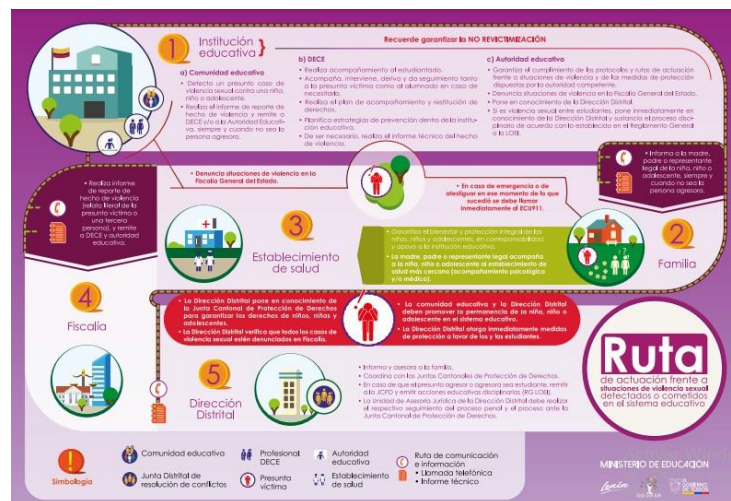 Recuerde garantizar la NO REVICTIMIZACIÓN
1
Institución
educativa
a) Comunidad educativa
• Detecta un presunto caso de
violencia sexual contra una niña,
niño o adolescente.
• Realiza el informe de reporte de
hecho de violencia y remite a
DECE y/o a la Autoridad Educati-
va, siempre y cuando no sea la
persona agresora.
b) DECE
• Realiza acompañamiento al estudiantado.
• Acompaña, interviene, deriva y da seguimiento tanto
a la presunta víctima como al alumnado en caso de
necesitarlo.
• Realiza el plan de acompañamiento y restitución de
derechos.
• Planifica estrategias de prevención dentro de la institu-
ción educativa.
• De ser necesario, realiza el informe técnico del hecho
de violencia.
c) Autoridad educativa
• Garantiza el cumplimiento de los protocolos y rutas de actuación
frente a situaciones de violencia y de las medidas de protección
dispuestas por la autoridad competente.
• Denuncia situaciones de violencia en la Fiscalía General del Estado.
• Pone en conocimiento de la Dirección Distrital.
• Si es violencia sexual entre estudiantes, pone inmediatamente en
conocimiento de la Dirección Distrital y sustancia el proceso disci-
plinario de acuerdo con lo establecido en el Reglamento General
a la LOEI.
• Denuncia situaciones de violencia en la
Fiscalía General del Estado.
• En caso de emergencia o de
atestiguar en ese momento de lo que
sucedió se debe llamar
inmediatamente al ECU911.
• Informa a la madre,
padre o representante
legal de la niña, niño o
adolescente, siempre y
cuando no sea la
persona agresora.
• Realiza informe
de reporte de
hecho de violencia
(relato literal de la
presunta víctima o
una tercera
persona), y remite
a DECE y autoridad
educativa.
2
Familia
• Garantiza el bienestar y protección integral de las
niñas, niños y adolescentes, en corresponsabilidad
y apoyo a la institución educativa.
• La madre, padre o representante legal acompaña
a la niña, niño o adolescente al establecimiento de
salud más cercano (acompañamiento psicológico
y/o médico).
3
Establecimiento
de salud
4
Fiscalía
• La Dirección Distrital pone en conocimiento de
la Junta Cantonal de Protección de Derechos
para garantizar los derechos de niños, niñas y
adolescentes.
• La Dirección Distrital verifica que todos los casos de
violencia sexual estén denunciados en Fiscalía.
• La comunidad educativa y la Dirección Distrital
deben promover la permanencia de la niña, niño o
adolescente en el sistema educativo.
• La Dirección Distrital otorga inmediatamente medidas
de protección a favor de los y las estudiantes.
5
Dirección
Distrital
• Informa y asesora a la familia.
• Coordina con las Juntas Cantonales de Protección de Derechos.
• En caso de que el presunto agresor o agresora sea estudiante, remitir
a la JCPD y emitir acciones educativas disciplinarias (RG LOEI).
• La Unidad de Asesoría Jurídica de la Dirección Distrital debe realizar
el respectivo seguimiento del proceso penal y el proceso ante la
Junta Cantonal de Protección de Derechos.
Ruta
de actuación frente a
situaciones de violencia sexual
detectados o cometidos
en el sistema educativo
Simbología
Comunidad educativa
Junta Distrital de
resolución de conflictos
Profesional
DECE
Presunta
víctima
Autoridad
educativa
Establecimiento
de salud
Ruta de comunicación
e información
• Llamada telefónica
• Informe técnico
MINISTERIO DE EDUCACIÓN
Lenín
EL
GOBIERNO
DE TODOS